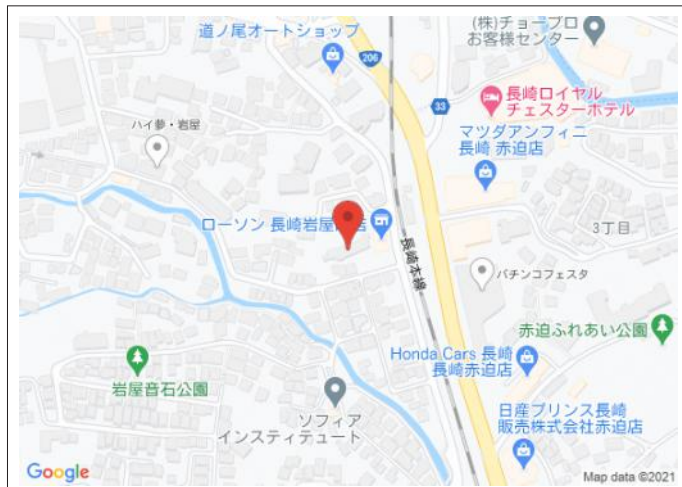 道ノ尾オートショップ
206
(株)チョープロ
お客様センター
33
長崎ロイヤル
チェスターホテル
ハイ夢・岩屋
マツダアンフィニ
長崎 赤迫店
ローソン 長崎岩屋
店
3丁目
長崎本線
パチンコフェスタ
赤迫ふれあい公園
Honda Cars 長崎
長崎赤迫店
岩屋音石公園
ソフィア
インスティテュート
日産プリンス長崎
販売株式会社赤迫店
Google
Map data ©2021